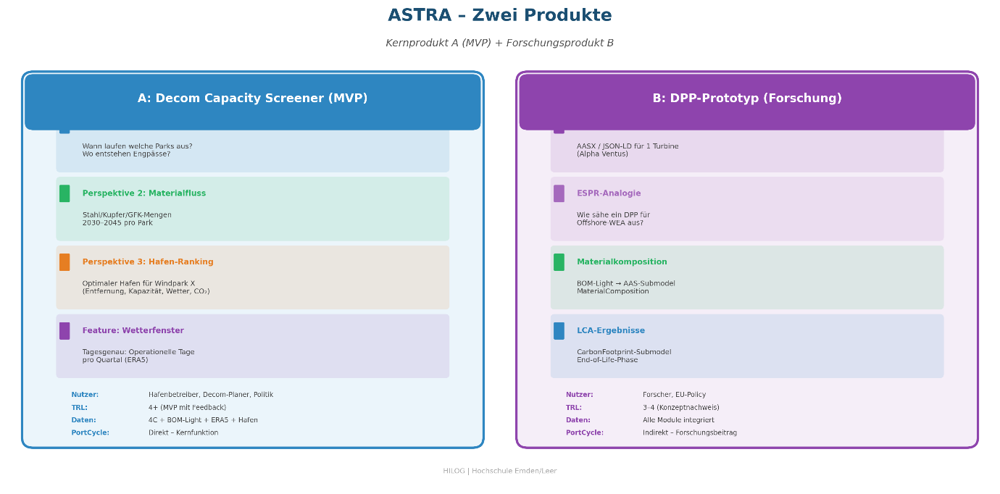 ASTRA – Zwei Produkte
Kernprodukt A (MVP) + Forschungsprodukt B
A: Decom Capacity Screener (MVP)
Wann laufen welche Parks aus?
Wo entstehen Engpässe?
Perspektive 2: Materialfluss
Stahl/Kupfer/GFK-Mengen
2030–2045 pro Park
Perspektive 3: Hafen-Ranking
Optimaler Hafen für Windpark X
(Entfernung, Kapazität, Wetter, CO₂)
Feature: Wetterfenster
Tagesgenau: Operationelle Tage
pro Quartal (ERA5)
Nutzer: Hafenbetreiber, Decom-Planer, Politik
TRL: 4+ (MVP mit Feedback)
Daten: 4C + BOM-Light + ERA5 + Hafen
PortCycle: Direkt – Kernfunktion
B: DPP-Prototyp (Forschung)
AASX / JSON-LD für 1 Turbine
(Alpha Ventus)
ESPR-Analogie
Wie sähe ein DPP für
Offshore-WEA aus?
Materialkomposition
BOM-Light → AAS-Submodel
MaterialComposition
LCA-Ergebnisse
CarbonFootprint-Submodel
End-of-Life-Phase
Nutzer: Forscher, EU-Policy
TRL: 3–4 (Konzeptnachweis)
Daten: Alle Module integriert
PortCycle: Indirekt – Forschungsbeitrag
HILOG | Hochschule Emden/Leer